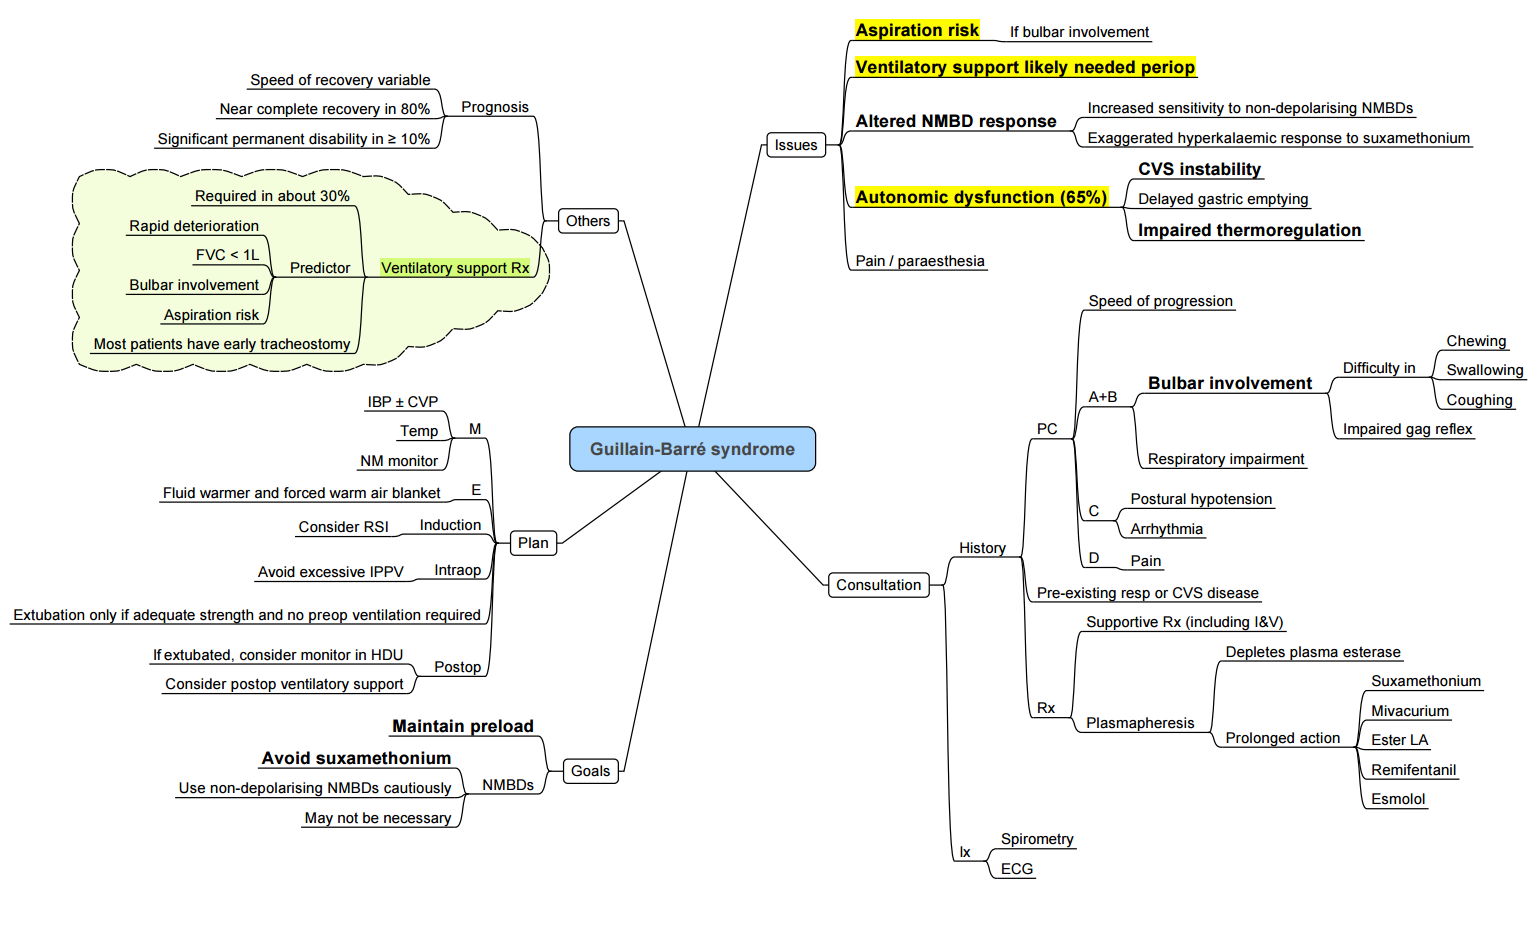 Guillain-Barré syndrome
Issues
Aspiration risk
If bulbar involvement
Ventilatory support likely needed periop
Altered NMBD response
Increased sensitivity to non-depolarising NMBDs
Exaggerated hyperkalaemic response to suxamethonium
Autonomic dysfunction (65%)
CVS instability
Delayed gastric emptying
Impaired thermoregulation
Pain / paraesthesia
Consultation
History
PC
Speed of progression
A+B
Bulbar involvement
Difficulty in
Chewing
Swallowing
Coughing
Impaired gag reflex
Respiratory impairment
C
Postural hypotension
Arrhythmia
D
Pain
Pre-existing resp or CVS disease
Rx
Supportive Rx (including I&V)
Plasmapheresis
Depletes plasma esterase
Prolonged action
Suxamethonium
Mivacurium
Ester LA
Remifentanil
Esmolol
Ix
Spirometry
ECG
Others
Prognosis
Speed of recovery variable
Near complete recovery in 80%
Significant permanent disability in ≥ 10%
Ventilatory support Rx
Required in about 30%
Predictor
Rapid deterioration
FVC < 1L
Bulbar involvement
Aspiration risk
Most patients have early tracheostomy
Plan
M
IBP ± CVP
Temp
NM monitor
E
Fluid warmer and forced warm air blanket
Induction
Consider RSI
Intraop
Avoid excessive IPPV
Extubation only if adequate strength and no preop ventilation required
Postop
If extubated, consider monitor in HDU
Consider postop ventilatory support
Goals
Maintain preload
NMBDs
Avoid suxamethonium
Use non-depolarising NMBDs cautiously
May not be necessary